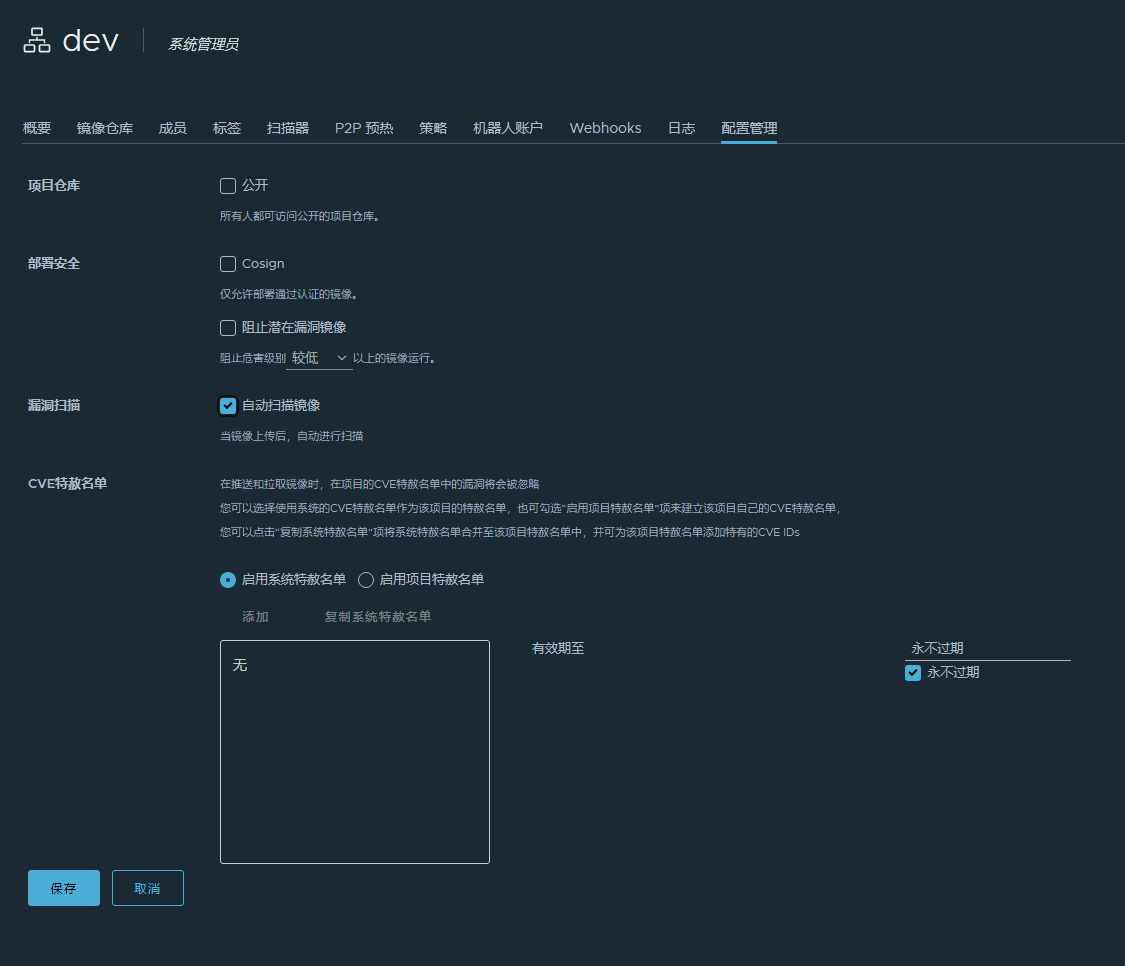 dev
系统管理员
概要 镜像仓库 成员 标签 扫描器 P2P 预热 策略 机器人账户 Webhooks 日志 配置管理
项目仓库 公开
所有人都可访问公开的项目仓库。
部署安全 Cosign
仅允许部署通过认证的镜像。
阻止潜在漏洞镜像
阻止危害级别 较低 以上的镜像运行。
漏洞扫描 自动扫描镜像
当镜像上传后，自动进行扫描
CVE特赦名单 在推送和拉取镜像时，在项目的CVE特赦名单中的漏洞将会被忽略
您可以选择使用系统的CVE特赦名单作为该项目的特赦名单，也可勾选“启用项目特赦名单”项来建立该项目自己的CVE特赦名单，
您可以点击“复制系统特赦名单”项将系统特赦名单合并至该项目特赦名单中，并可为该项目特赦名单添加特有的CVE IDs
启用系统特赦名单 启用项目特赦名单
添加 复制系统特赦名单
无 有效期至 永不过期
永不过期
保存 取消